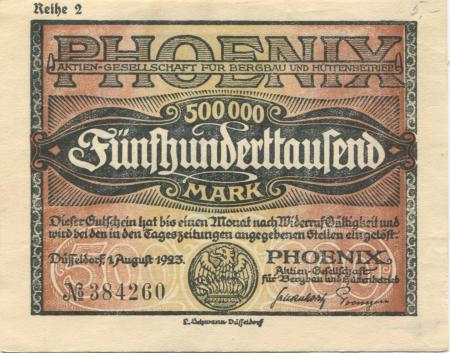 Reihe 2
PHOENIX
AKTIEN-GESELLSCHAFT FÜR BERGBAU UND HÜTTENBETRIEB
500000
Fünfhunderttausend
MARK
Dieser Gutschein hat bis einen Monat nach Widerruf Gültigkeit und
wird bei den in den Tageszeitungen angegebenen Stellen eingelöst.
Düsseldorf, 1. August 1923.
PHOENIX
Aktien-Gesellschaft
für Bergbau und Hüttenbetrieb
№ 384260
L. Schwann Düsseldorf